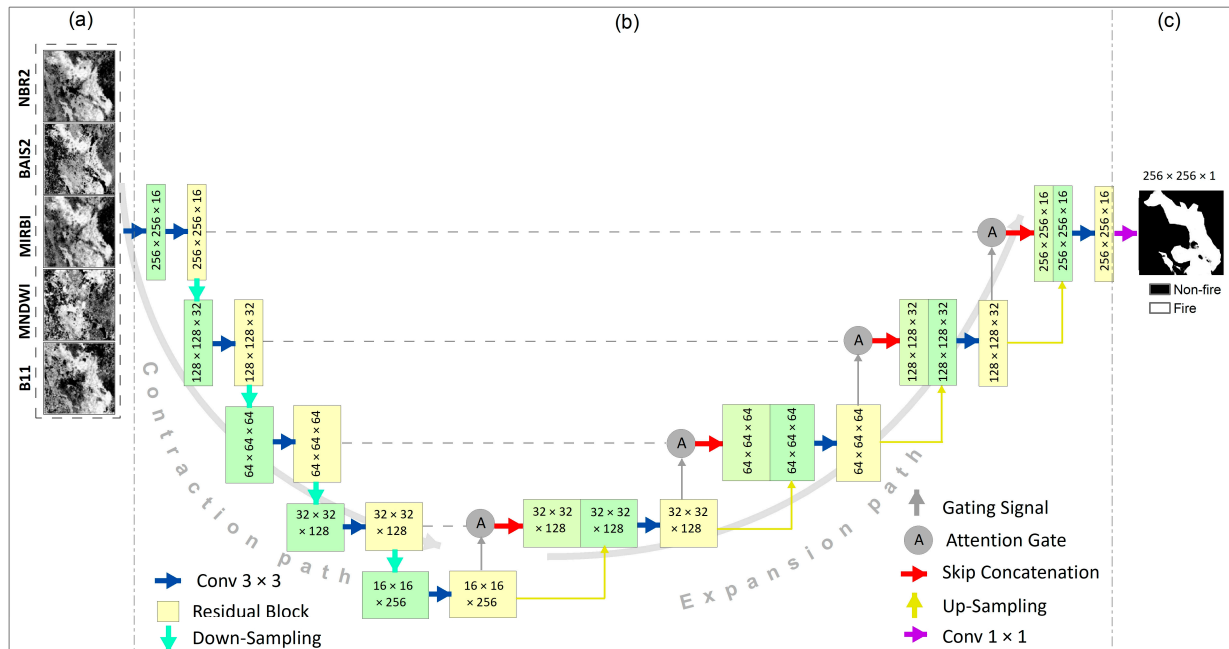 (a)
(b)
(c)
NBR2
BAIS2
MIRBI
MNDWI
B11
256 × 256 × 16
256 × 256 × 16
128 × 128 × 32
128 × 128 × 32
64 × 64 × 64
64 × 64 × 64
32 × 32
× 128
32 × 32
× 128
16 × 16
× 256
16 × 16
× 256
A
32 × 32
× 128
32 × 32
× 128
32 × 32
× 128
A
64 × 64 × 64
64 × 64 × 64
64 × 64 × 64
A
128 × 128 × 32
128 × 128 × 32
128 × 128 × 32
A
256 × 256 × 16
256 × 256 × 16
256 × 256 × 16
256 × 256 × 1
Non-fire
Fire
Contraction path
Expansion path
Conv 3 × 3
Residual Block
Down-Sampling
Gating Signal
A
Attention Gate
Skip Concatenation
Up-Sampling
Conv 1 × 1